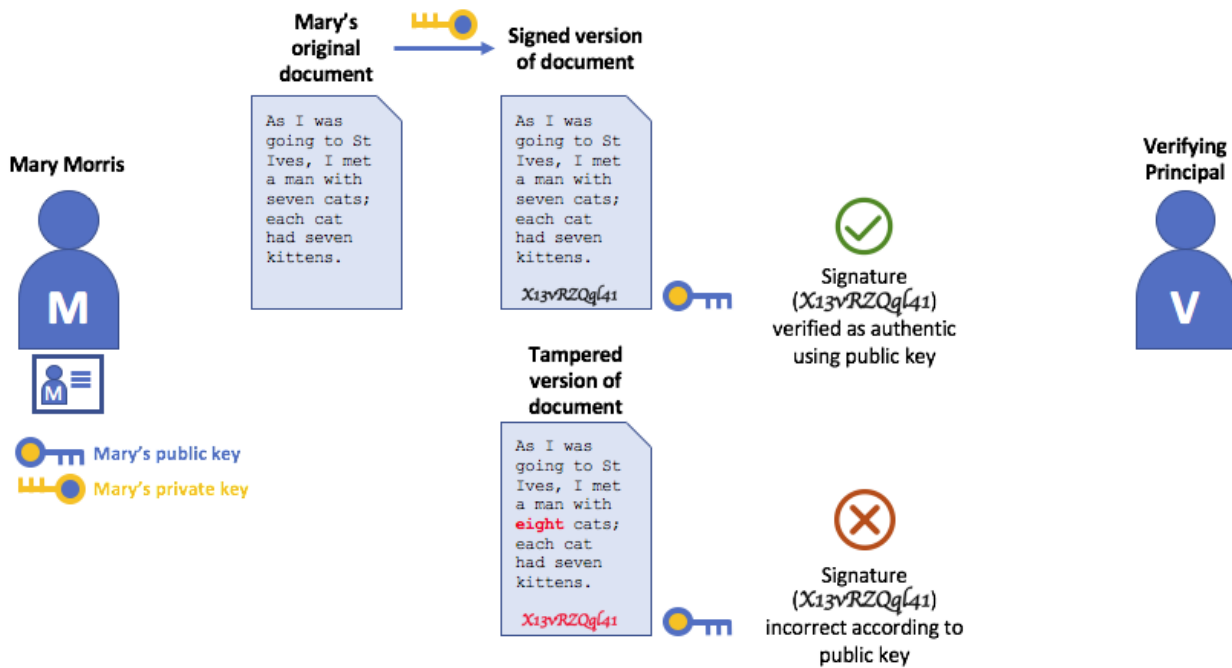 Mary's
original
document
Signed version
of document
As I was
going to St
Ives, I met
a man with
seven cats;
each cat
had seven
kittens.
As I was
going to St
Ives, I met
a man with
seven cats;
each cat
had seven
kittens.
X13vRZQql41
Mary Morris
M
M
Mary's public key
Mary's private key
Signature
(X13vRZQql41)
verified as authentic
using public key
Verifying
Principal
V
Tampered
version of
document
As I was
going to St
Ives, I met
a man with
eight cats;
each cat
had seven
kittens.
X13vRZQql41
Signature
(X13vRZQql41)
incorrect according to
public key